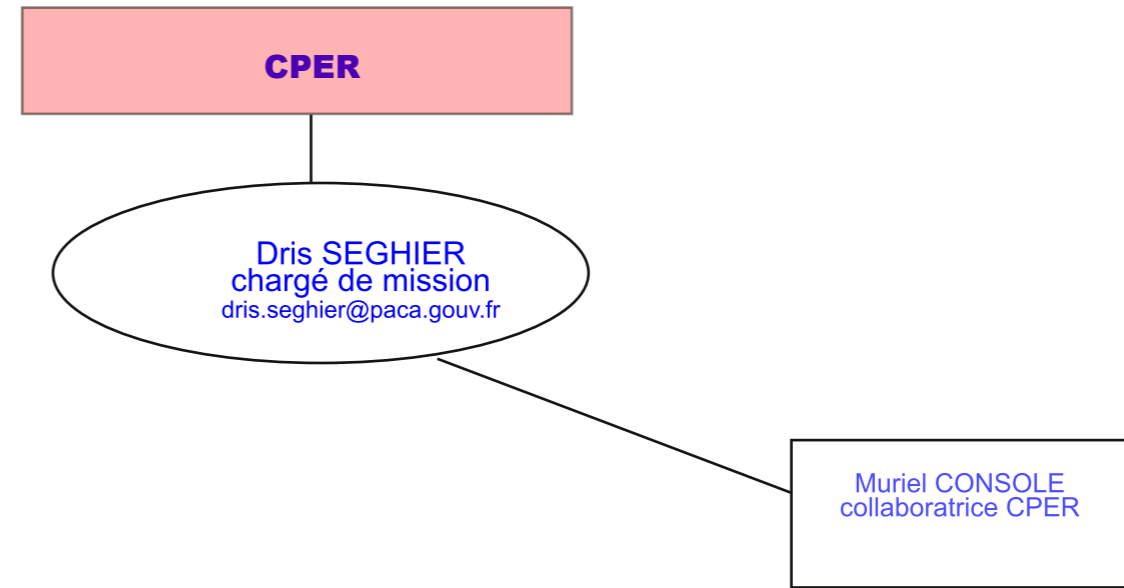 CPER
Dris SEGHIER
chargé de mission
dris.seghier@paca.gouv.fr
Muriel CONSOLE
collaboratrice CPER